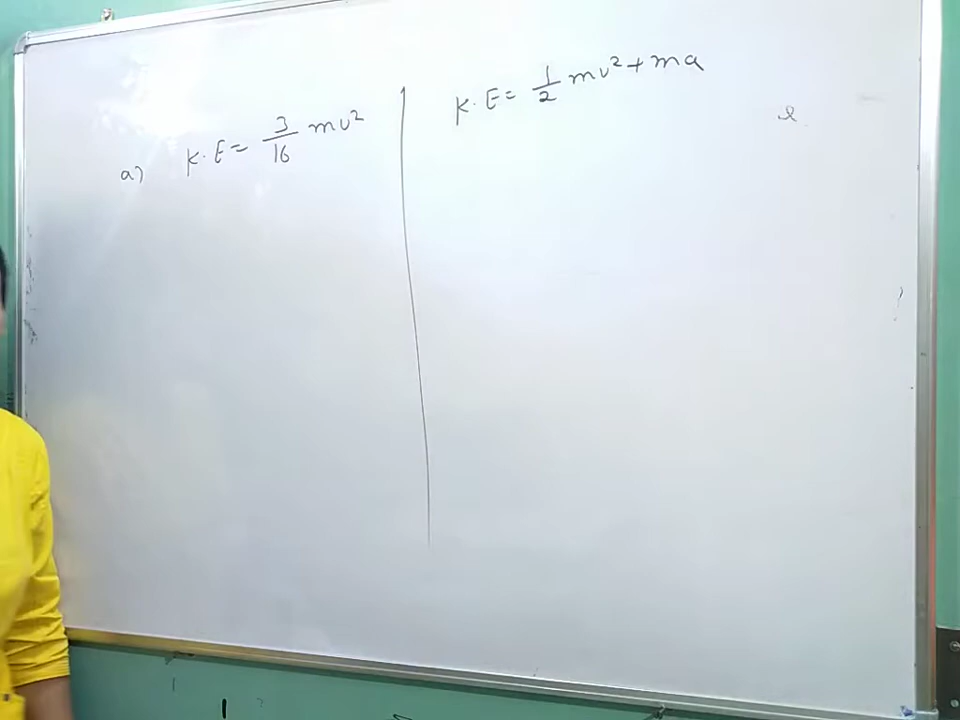 a) K.E = 3/16 mv²
K.E = 1/2 mv² + ma